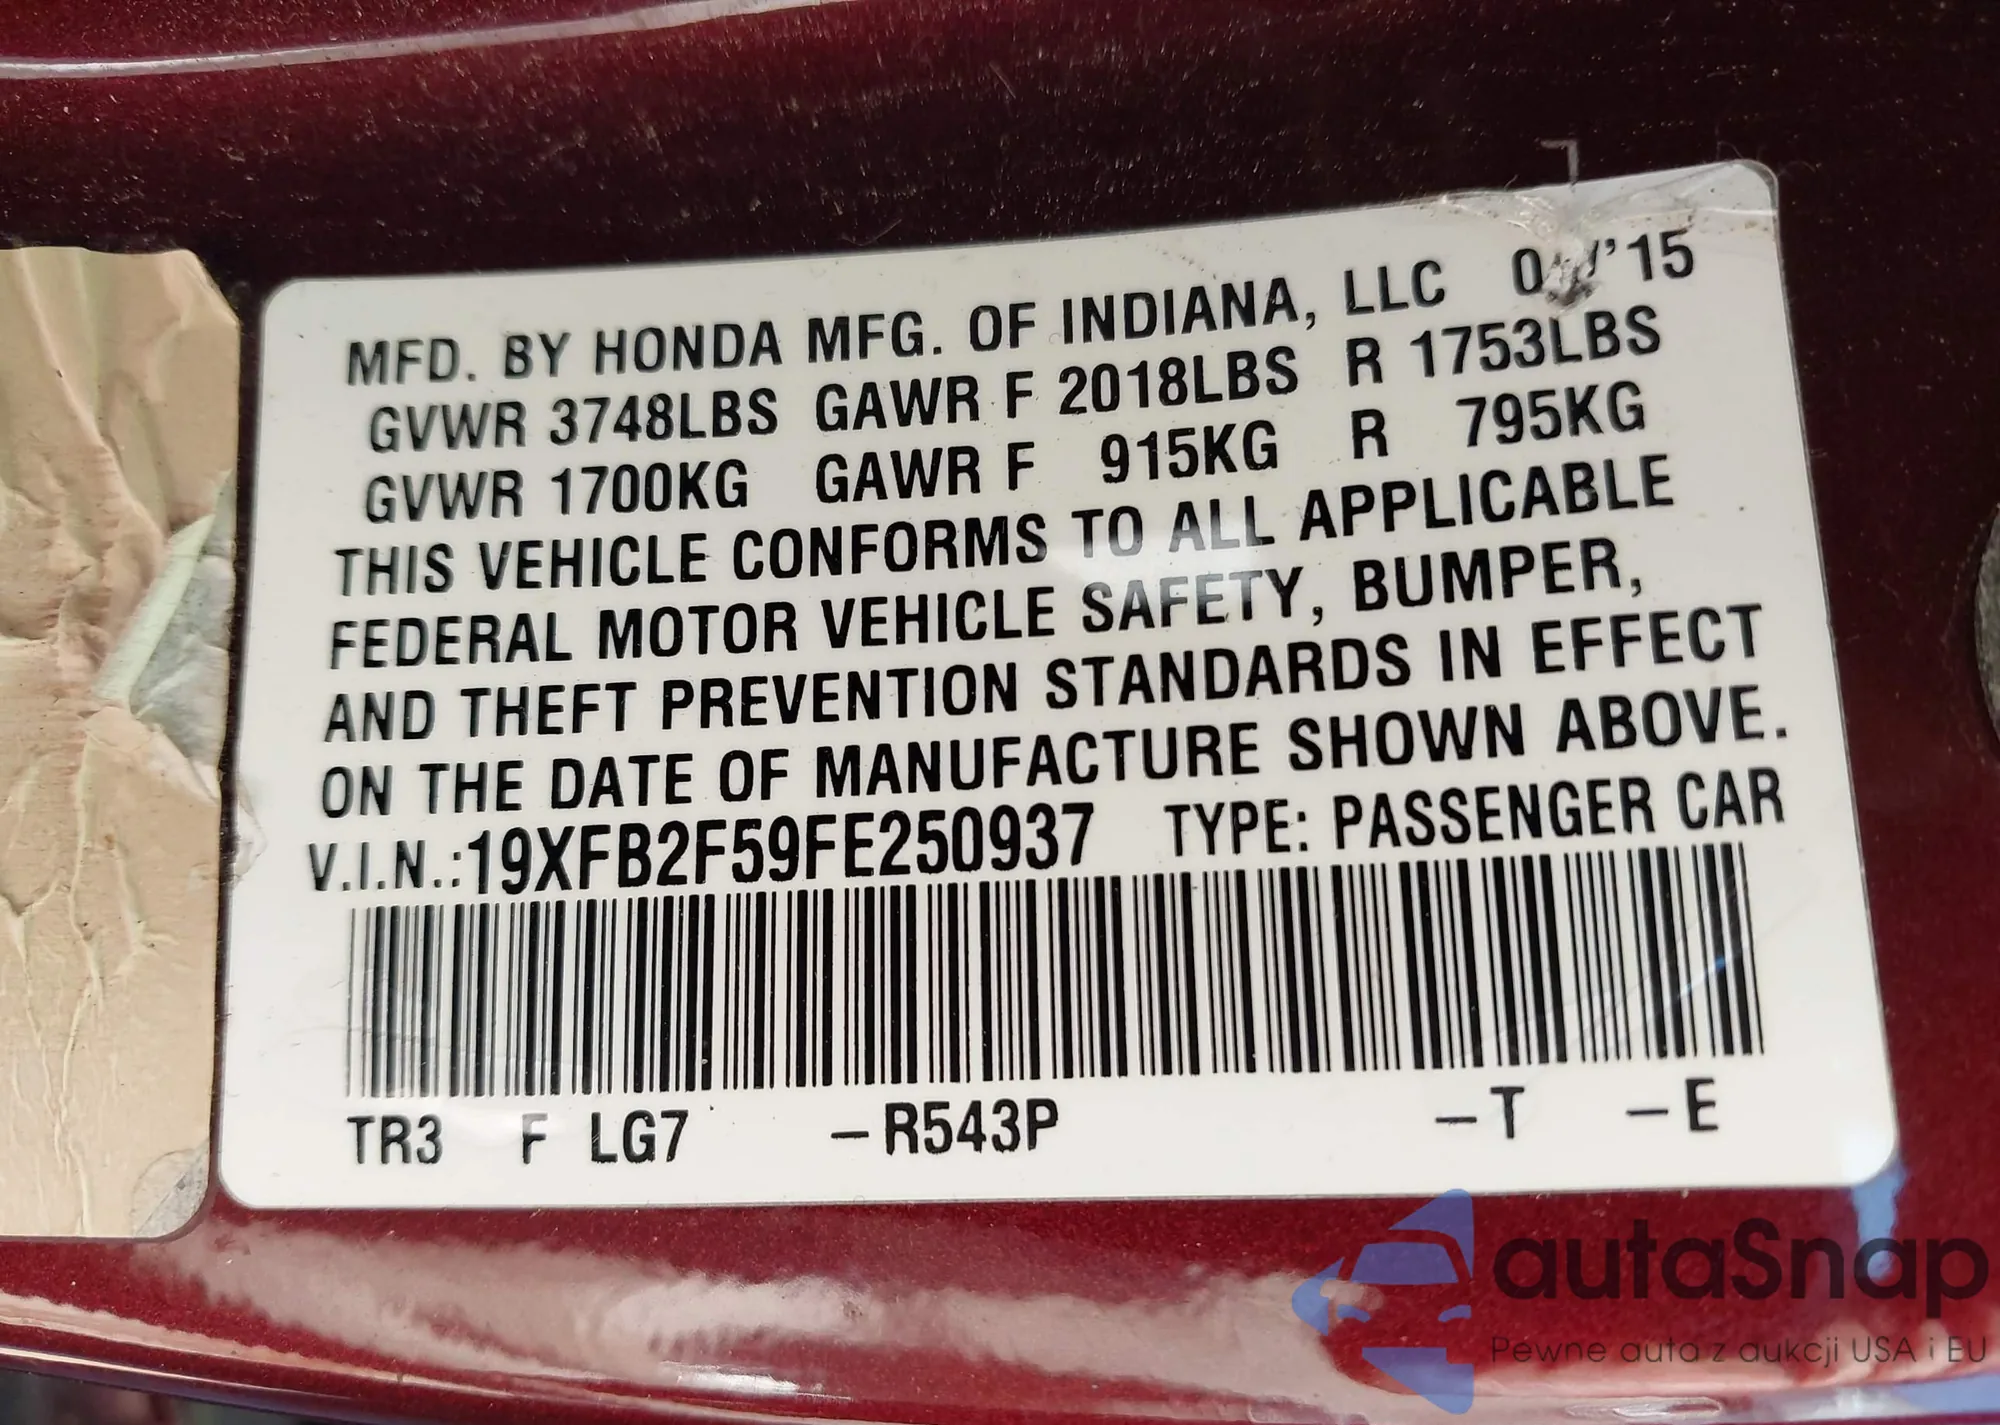 MFD. BY HONDA MFG. OF INDIANA, LLC
GVWR 3748LBS GAWR F 2018LBS R 1753LBS
GVWR 1700KG GAWR F 915KG R 795KG
THIS VEHICLE CONFORMS TO ALL APPLICABLE
FEDERAL MOTOR VEHICLE SAFETY, BUMPER,
AND THEFT PREVENTION STANDARDS IN EFFECT
ON THE DATE OF MANUFACTURE SHOWN ABOVE.
V.I.N.:19XFB2F59FE250937 TYPE: PASSENGER CAR
TR3 F LG7 –R543P –T –E
autaSnap
Pewne auta z aukcji USA i EU